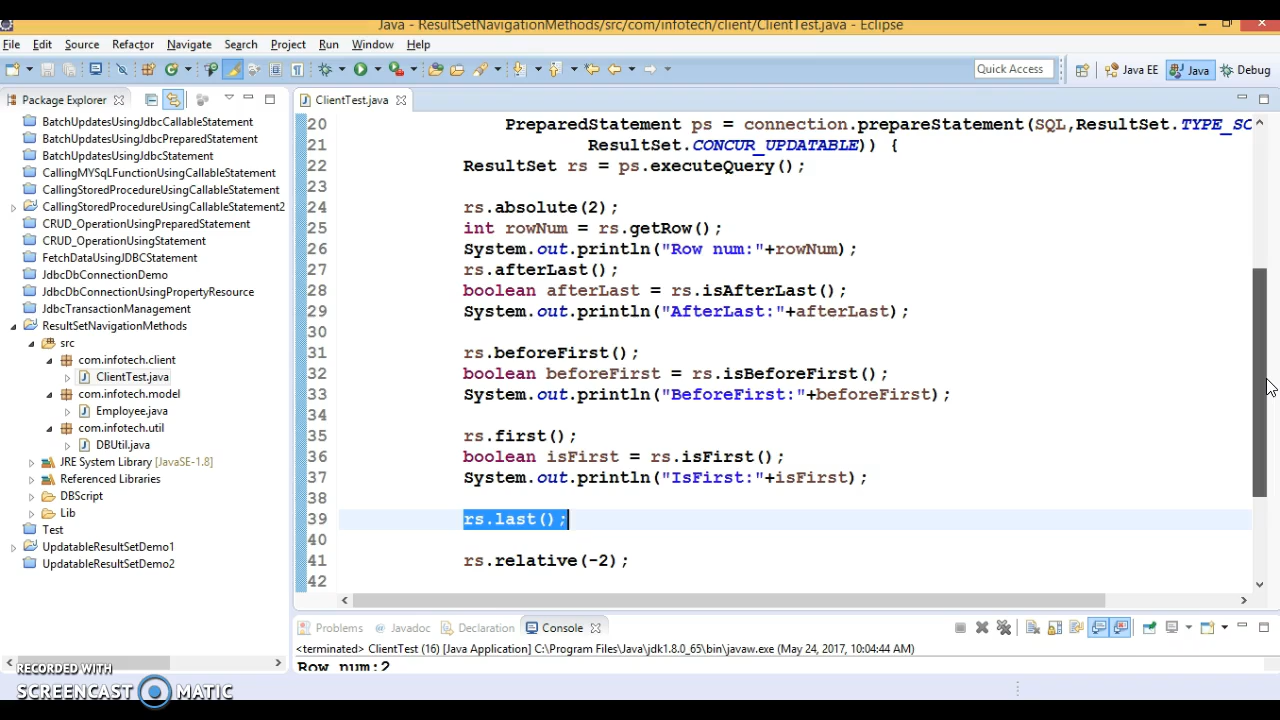 Java - ResultSetNavigationMethods/src/com/infotech/client/ClientTest.java - Eclipse
File Edit Source Refactor Navigate Search Project Run Window Help
Quick Access
Java EE
Java
Debug
Package Explorer
BatchUpdatesUsingJdbcCallableStatement
BatchUpdatesUsingJdbcPreparedStatement
BatchUpdatesUsingJdbcStatement
CallingMYSqlFunctionUsingCallableStatement
CallingStoredProcedureUsingCallableStatement
CallingStoredProcedureUsingCallableStatement2
CRUD_OperationUsingPreparedStatement
CRUD_OperationUsingStatement
FetchDataUsingJDBCStatement
JdbcDbConnectionDemo
JdbcDbConnectionUsingPropertyResource
JdbcTransactionManagement
ResultSetNavigationMethods
src
com.infotech.client
ClientTest.java
com.infotech.model
Employee.java
com.infotech.util
DBUtil.java
JRE System Library [JavaSE-1.8]
Referenced Libraries
DBScript
Lib
Test
UpdatableResultSetDemo1
UpdatableResultSetDemo2
ClientTest.java
20 PreparedStatement ps = connection.prepareStatement(SQL,ResultSet.TYPE_SC
21 ResultSet.CONCUR_UPDATABLE)) {
22 ResultSet rs = ps.executeQuery();
23
24 rs.absolute(2);
25 int rowNum = rs.getRow();
26 System.out.println("Row num:"+rowNum);
27 rs.afterLast();
28 boolean afterLast = rs.isAfterLast();
29 System.out.println("AfterLast:"+afterLast);
30
31 rs.beforeFirst();
32 boolean beforeFirst = rs.isBeforeFirst();
33 System.out.println("BeforeFirst:"+beforeFirst);
34
35 rs.first();
36 boolean isFirst = rs.isFirst();
37 System.out.println("IsFirst:"+isFirst);
38
39 rs.last();
40
41 rs.relative(-2);
42
Problems @ Javadoc Declaration Console
<terminated> ClientTest (16) [Java Application] C:\Program Files\Java\jdk1.8.0_65\bin\javaw.exe (May 24, 2017, 10:04:44 AM)
Row num:2
RECORDED WITH
SCREENCAST MATIC